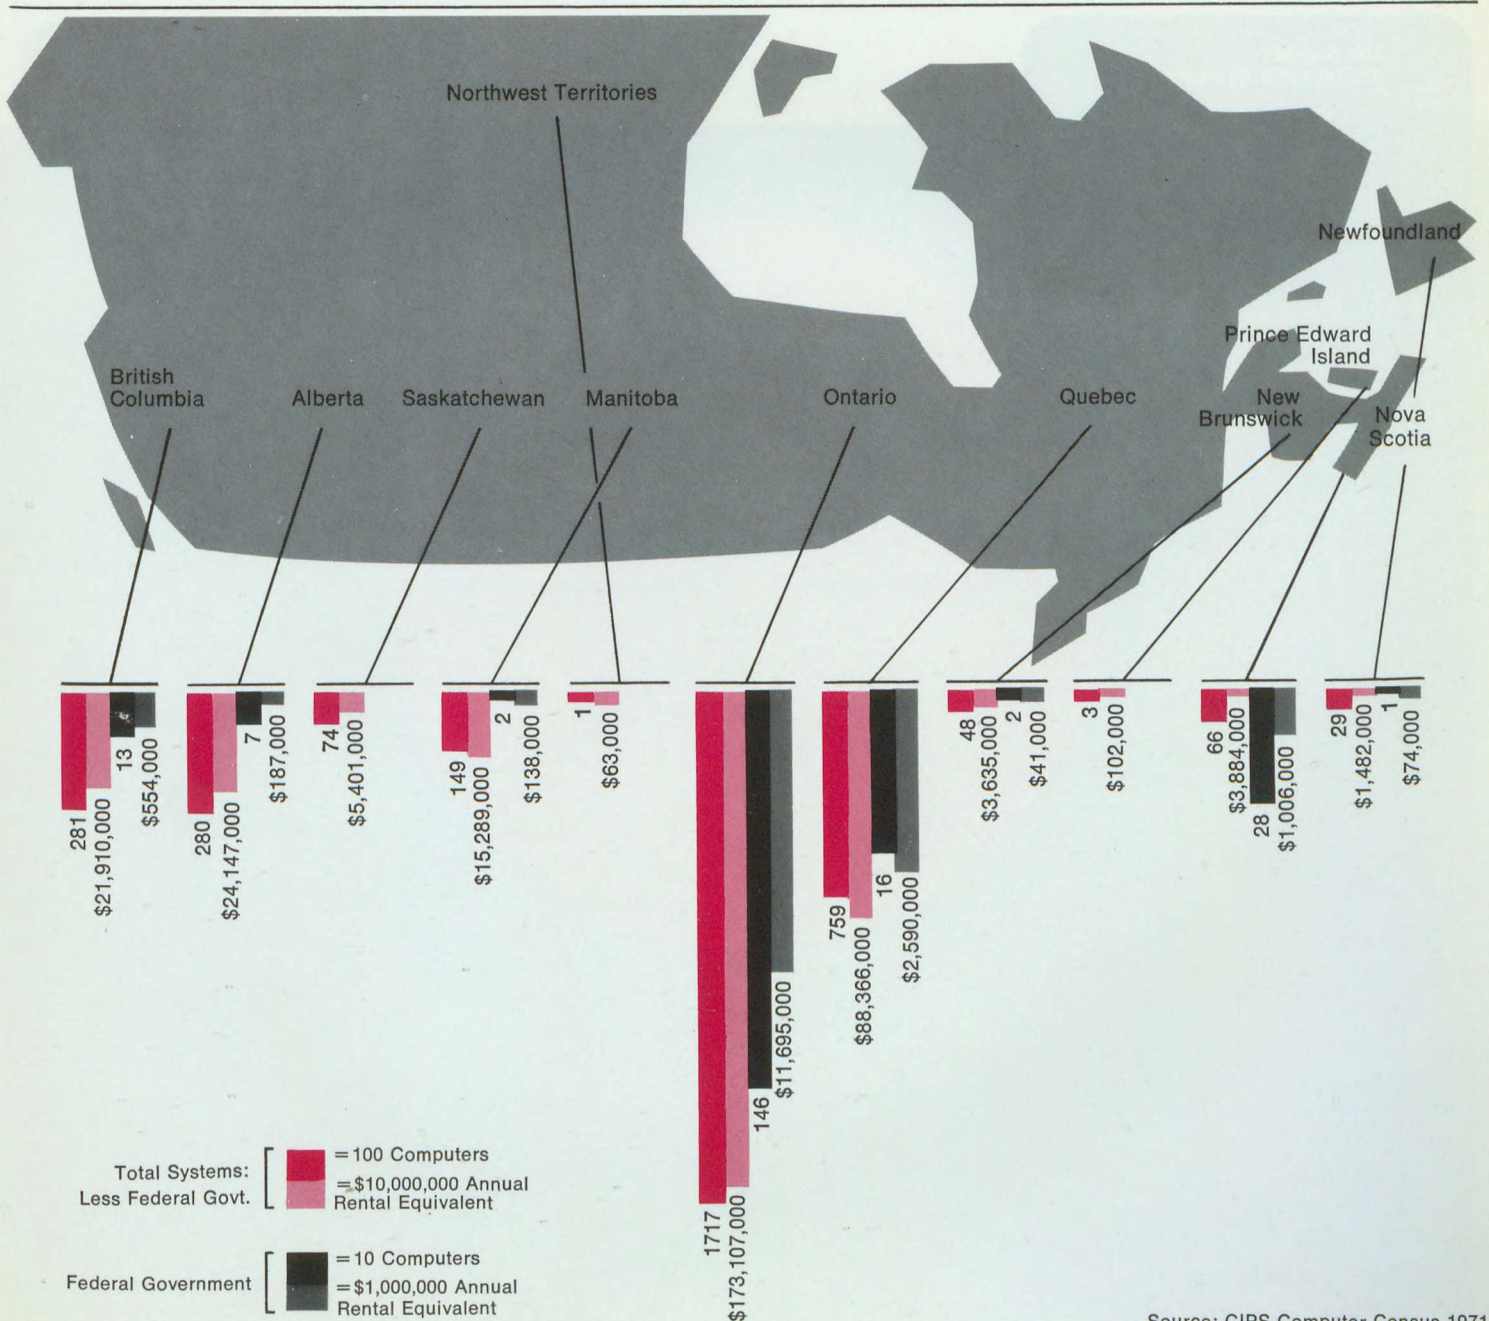 Northwest Territories
Newfoundland
Prince Edward
Island
British
Columbia
Alberta
Saskatchewan
Manitoba
Ontario
Quebec
New
Brunswick
Nova
Scotia
281
$21,910,000
13
$554,000
280
$24,147,000
7
$187,000
74
$5,401,000
149
$15,289,000
2
$138,000
1
$63,000
1717
$173,107,000
146
$11,695,000
759
$88,366,000
16
$2,590,000
48
$3,635,000
2
$41,000
3
$102,000
66
$3,884,000
28
$1,006,000
29
$1,482,000
1
$74,000
Total Systems:
Less Federal Govt.
= 100 Computers
= $10,000,000 Annual
Rental Equivalent
Federal Government
= 10 Computers
= $1,000,000 Annual
Rental Equivalent
Source: CIPS Computer Census 1971